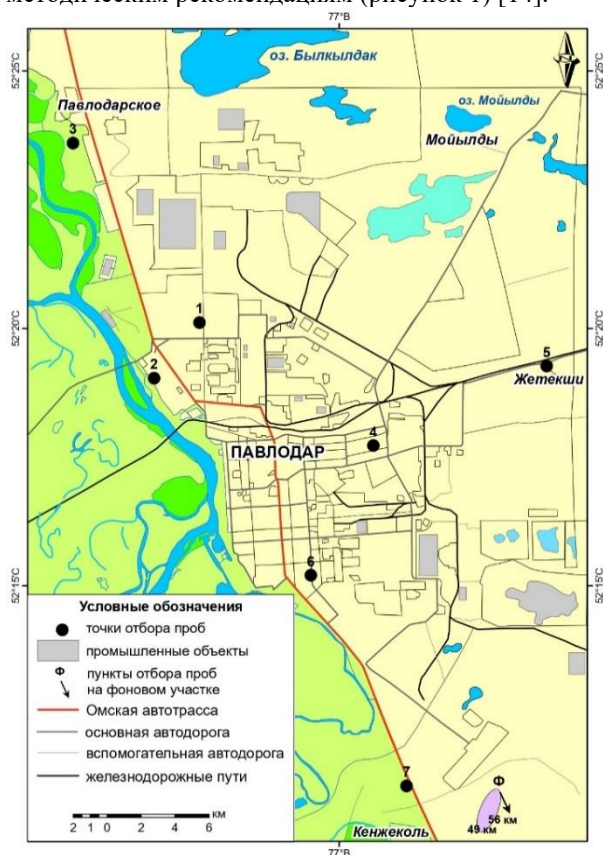 методическим рекомендациям (рисунок 1) [14].
77°В
52°25'С
52°25'С
оз. Былкылдак
оз. Мойылды
Павлодарское
Мойылды
3
1
52°20'С
52°20'С
2
5
Жетекши
4
ПАВЛОДАР
6
52°15'С
52°15'С
Условные обозначения
точки отбора проб
промышленные объекты
Ф
пункты отбора проб
на фоновом участке
Омская автотрасса
основная автодорога
вспомогательная автодорога
железнодорожные пути
км
2 1 0 2 4 6
7
Ф
56 км
49 км
Кенжеколь
77°В